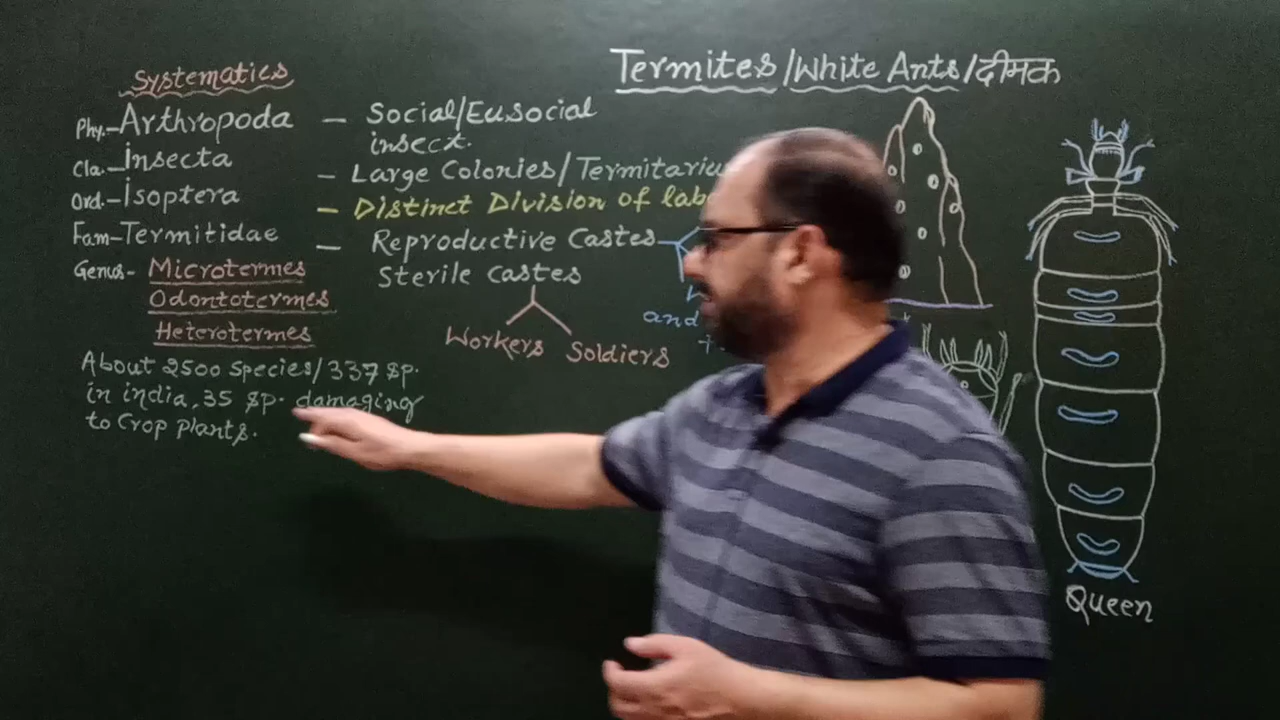 Termites/White Ants/दीमक
Systematics
Phy.-Arthropoda
Cla.-Insecta
Ord.-Isoptera
Fam-Termitidae
Genus- Microtermes
Odontotermes
Heterotermes
About 2500 species/337 sp.
in india, 35 sp. damaging
to Crop plants.
- Social/Eusocial
insect.
- Large Colonies/Termitariu
- Distinct Division of lab
- Reproductive Castes
Sterile Castes
Workers Soldiers
and
Queen